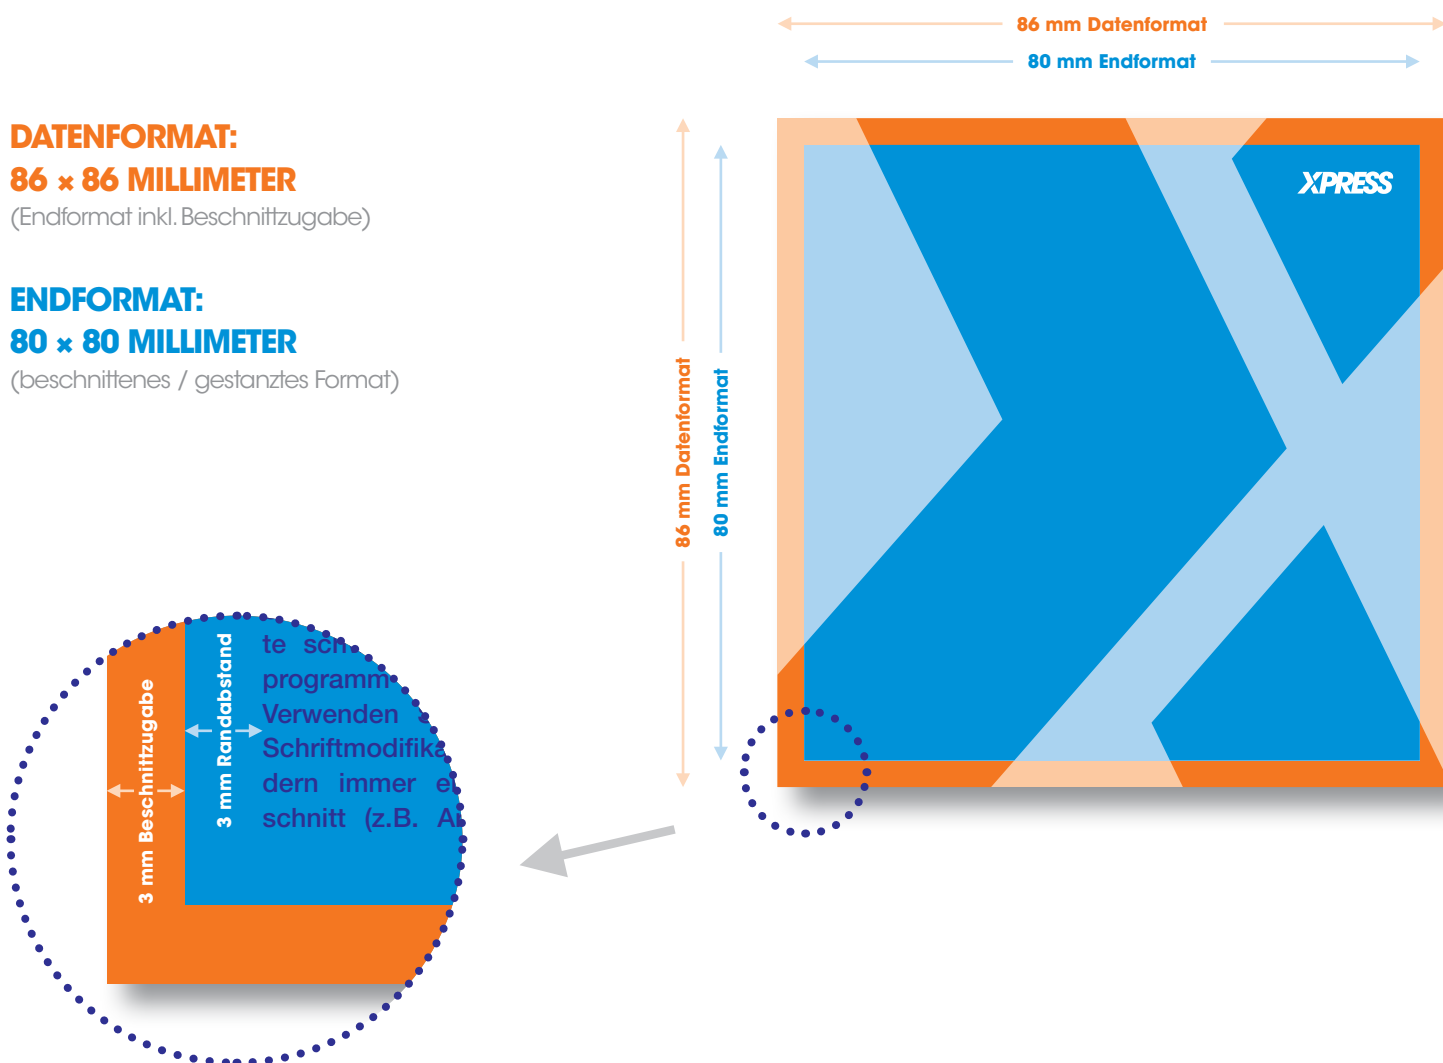 86 mm Datenformat
80 mm Endformat
DATENFORMAT:
86 × 86 MILLIMETER
(Endformat inkl. Beschnittzugabe)
ENDFORMAT:
80 × 80 MILLIMETER
(beschnittenes / gestanztes Format)
XPRESS
86 mm Datenformat
80 mm Endformat
3 mm Beschnittzugabe
3 mm Randabstand
te
programm
Verwenden
Schriftmodifika
dern immer
schnitt (z.B.